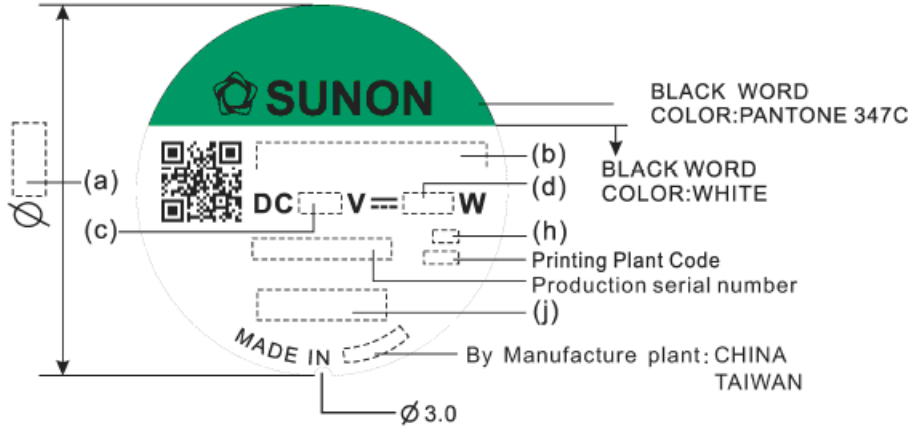 SUNON
BLACK WORD
COLOR:PANTONE 347C
(b)
BLACK WORD
COLOR:WHITE
(a)
(d)
DC V W
(c)
(h)
Ø
Printing Plant Code
Production serial number
(j)
MADE IN
By Manufacture plant: CHINA
TAIWAN
Ø 3.0